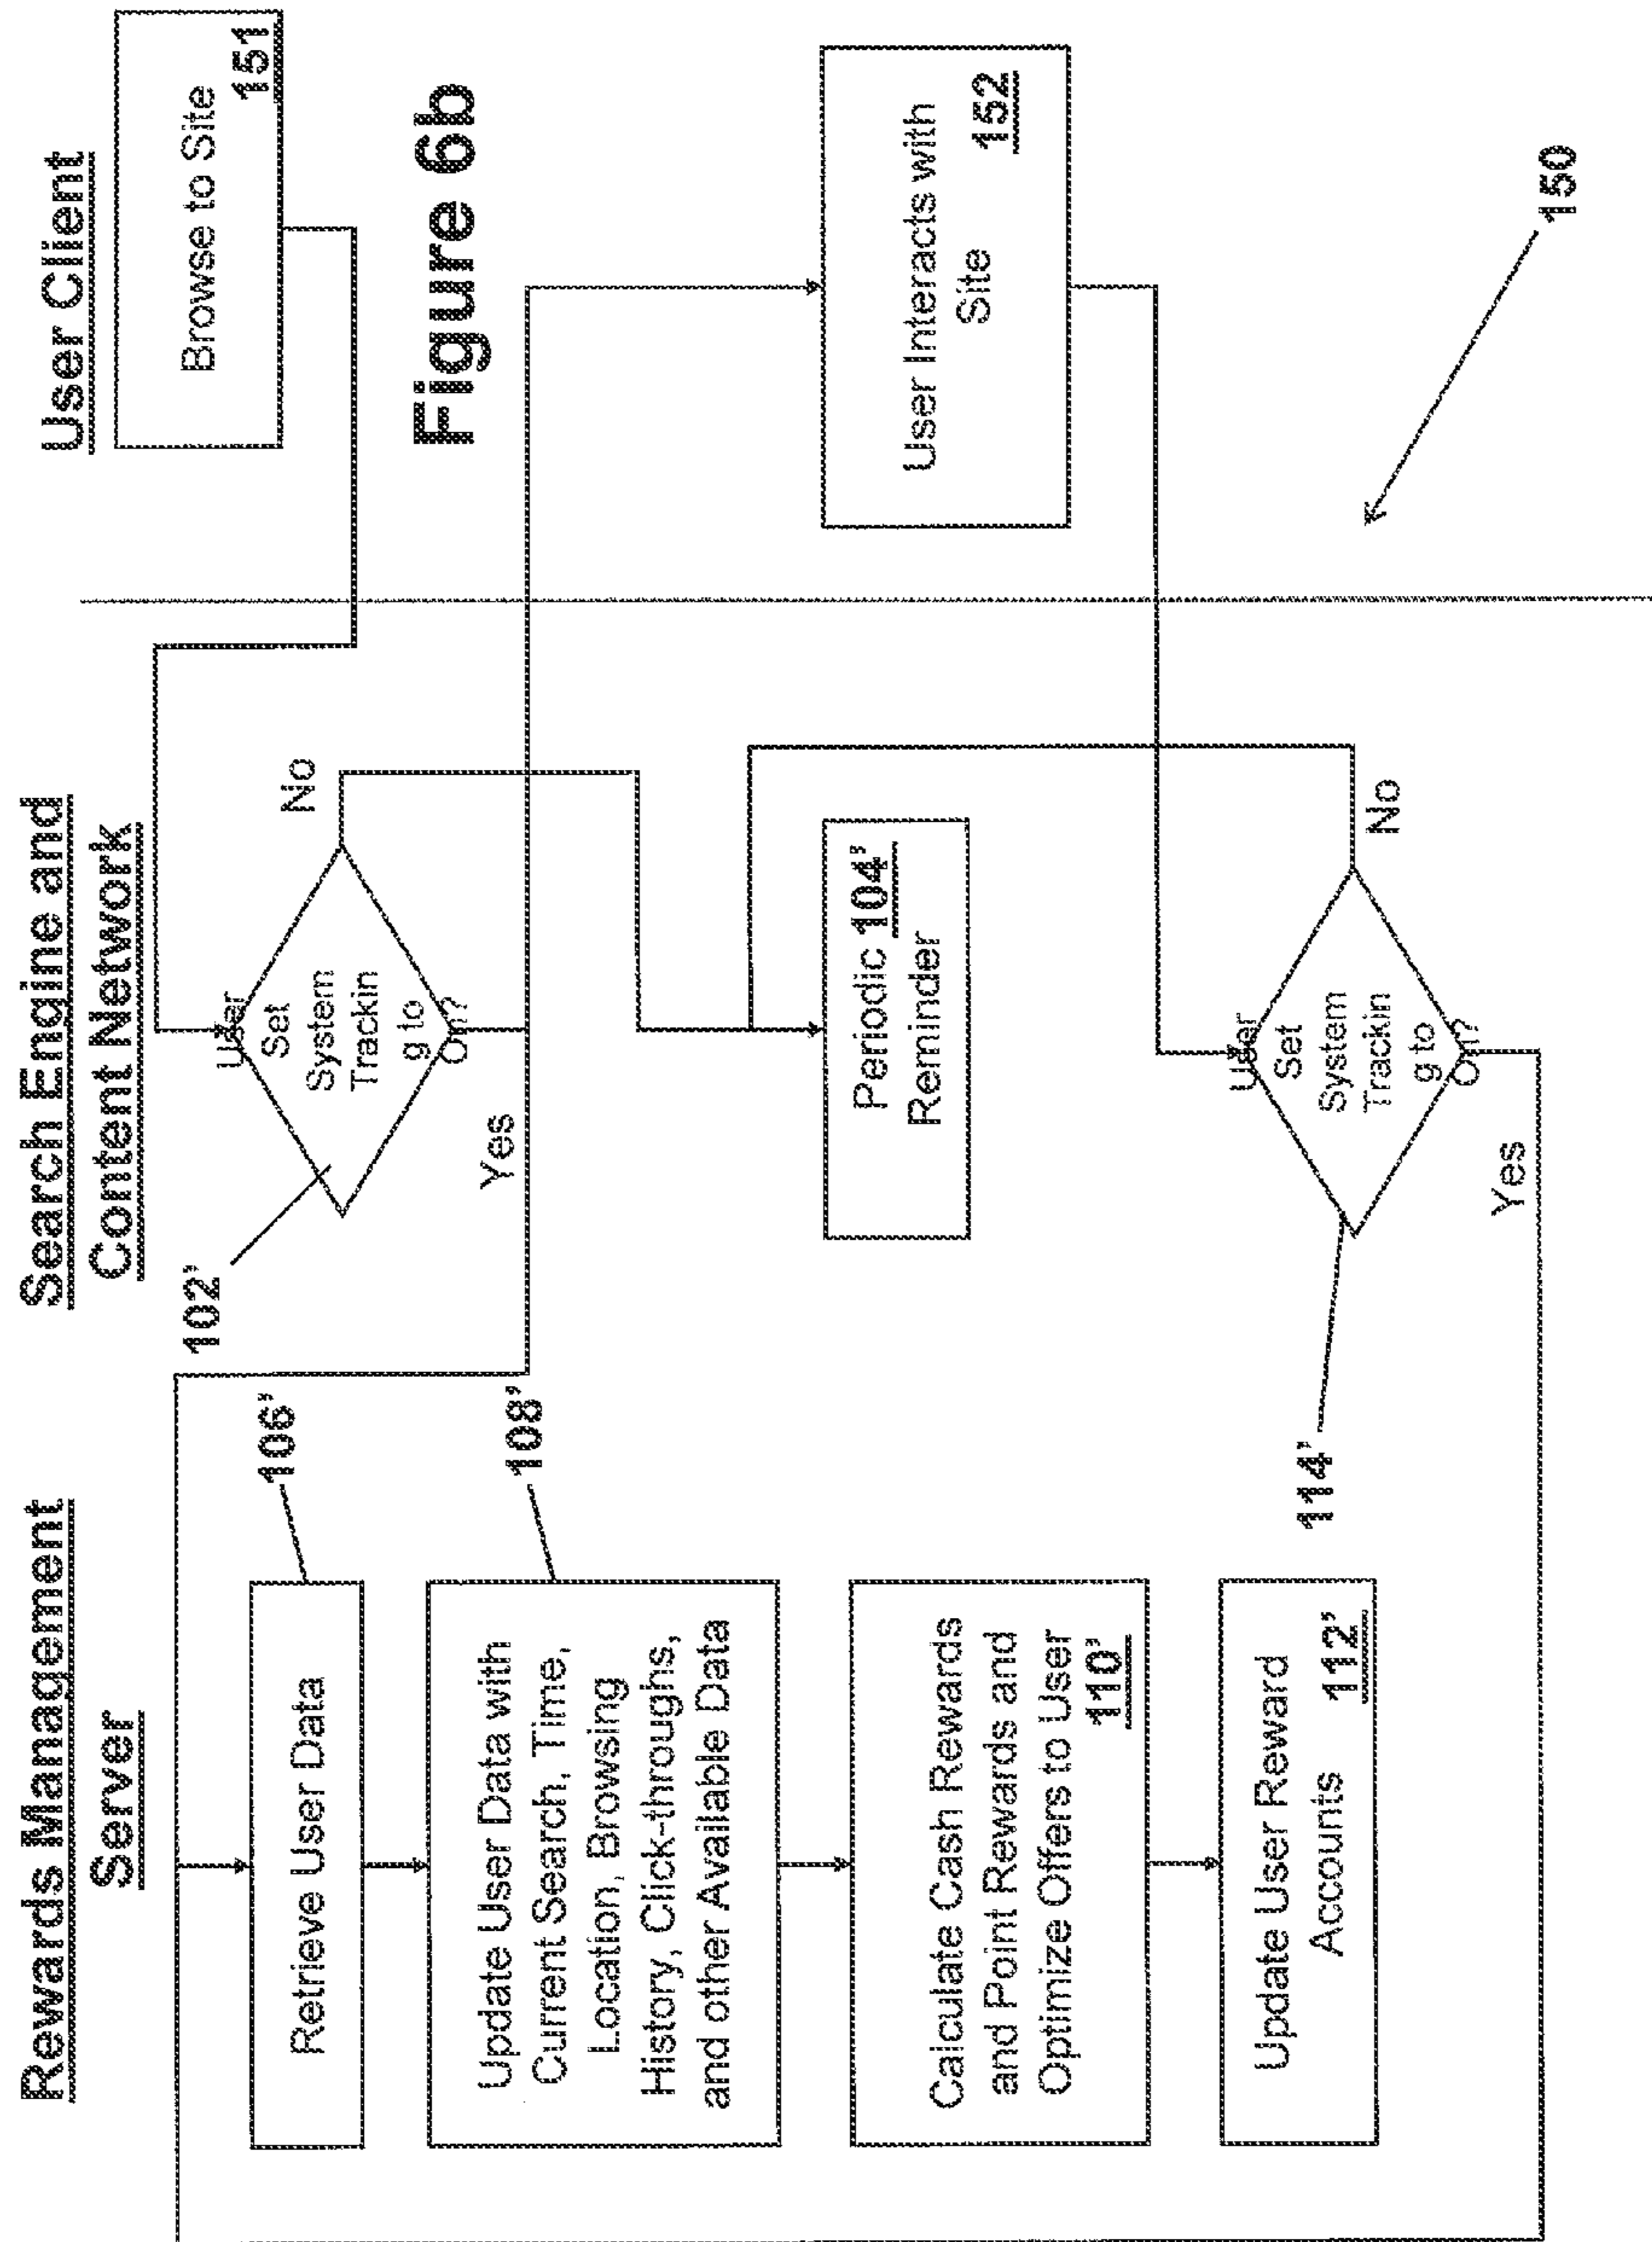 Rewards Management
Server
Search Engine and
Content Network
User Client
Browse to Site
151
Figure 6b
102'
User
Set
System
Trackin
g to
On?
No
Yes
106'
Retrieve User Data
108'
Update User Data with
Current Search, Time,
Location, Browsing
History, Click-throughs,
and other Available Data
Periodic 104'
Reminder
User Interacts with
Site 152
Calculate Cash Rewards
and Point Rewards and
Optimize Offers to User
110'
114'
User
Set
System
Trackin
g to
On?
No
Yes
Update User Reward
Accounts 112'
150